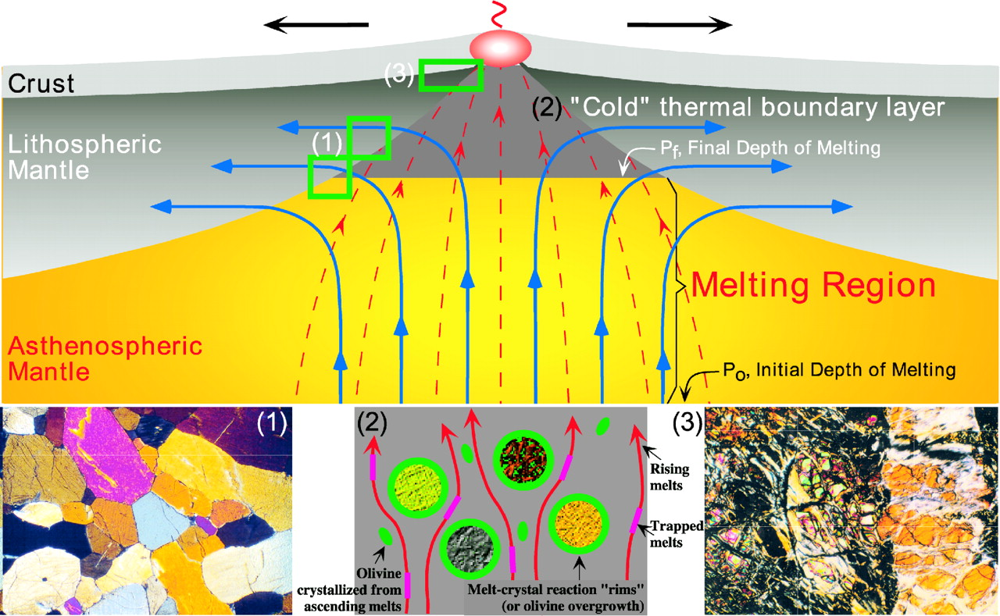 Crust
(3)
(2) "Cold" thermal boundary layer
(1)
Lithospheric
Mantle
Pf, Final Depth of Melting
Melting Region
Asthenospheric
Mantle
Po, Initial Depth of Melting
(1)
(2)
(3)
Rising
melts
Trapped
melts
Olivine
crystallized from
ascending melts
Melt-crystal reaction "rims"
(or olivine overgrowth)